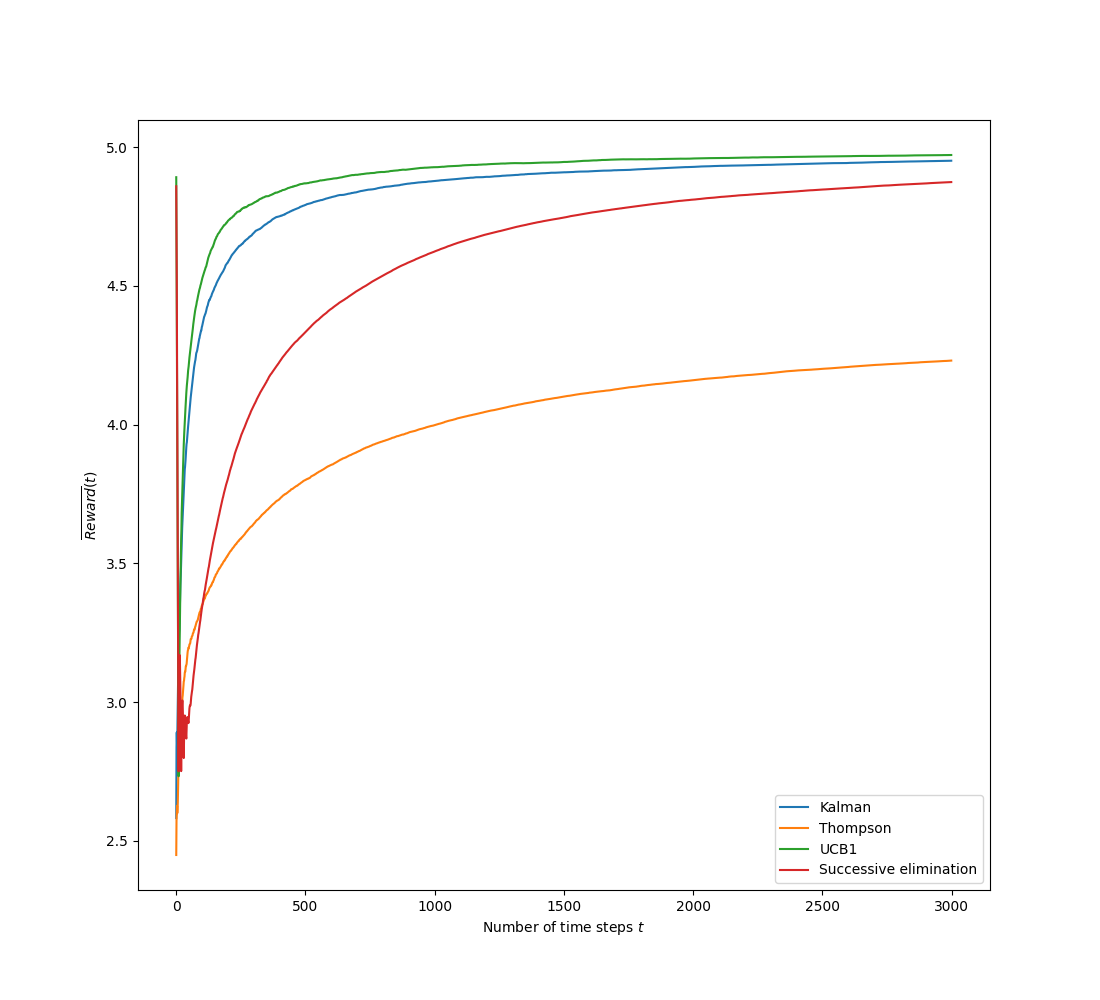 5.0
4.5
4.0
3.5
3.0
2.5
Reward(t)
0 500 1000 1500 2000 2500 3000
Number of time steps t
Kalman
Thompson
UCB1
Successive elimination